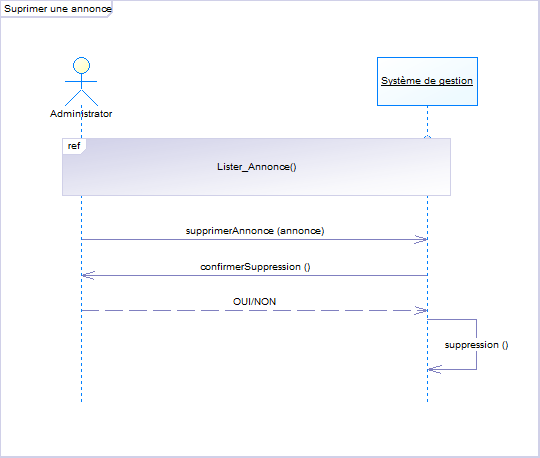 Suprimer une annonce
Système de gestion
Administrator
ref
Lister_Annonce()
supprimerAnnonce (annonce)
confirmerSuppression ()
OUI/NON
suppression ()